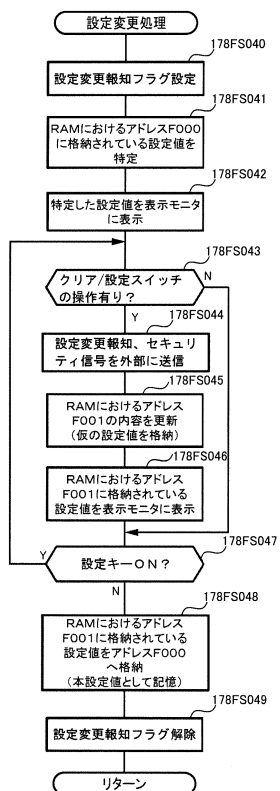 設定変更処理
178FS040
設定変更報知フラグ設定
178FS041
RAMにおけるアドレスF000
に格納されている設定値を
特定
178FS042
特定した設定値を表示モニタ
に表示
178FS043
クリア/設定スイッチ
の操作有り?
N
Y
178FS044
設定変更報知、セキュリ
ティ信号を外部に送信
178FS045
RAMにおけるアドレス
F001の内容を更新
(仮の設定値を格納)
178FS046
RAMにおけるアドレス
F001に格納されている
設定値を表示モニタに表示
178FS047
Y
設定キーON?
N
178FS048
RAMにおけるアドレス
F001に格納されている
設定値をアドレスF000
へ格納
(本設定値として記憶)
178FS049
設定変更報知フラグ解除
リターン